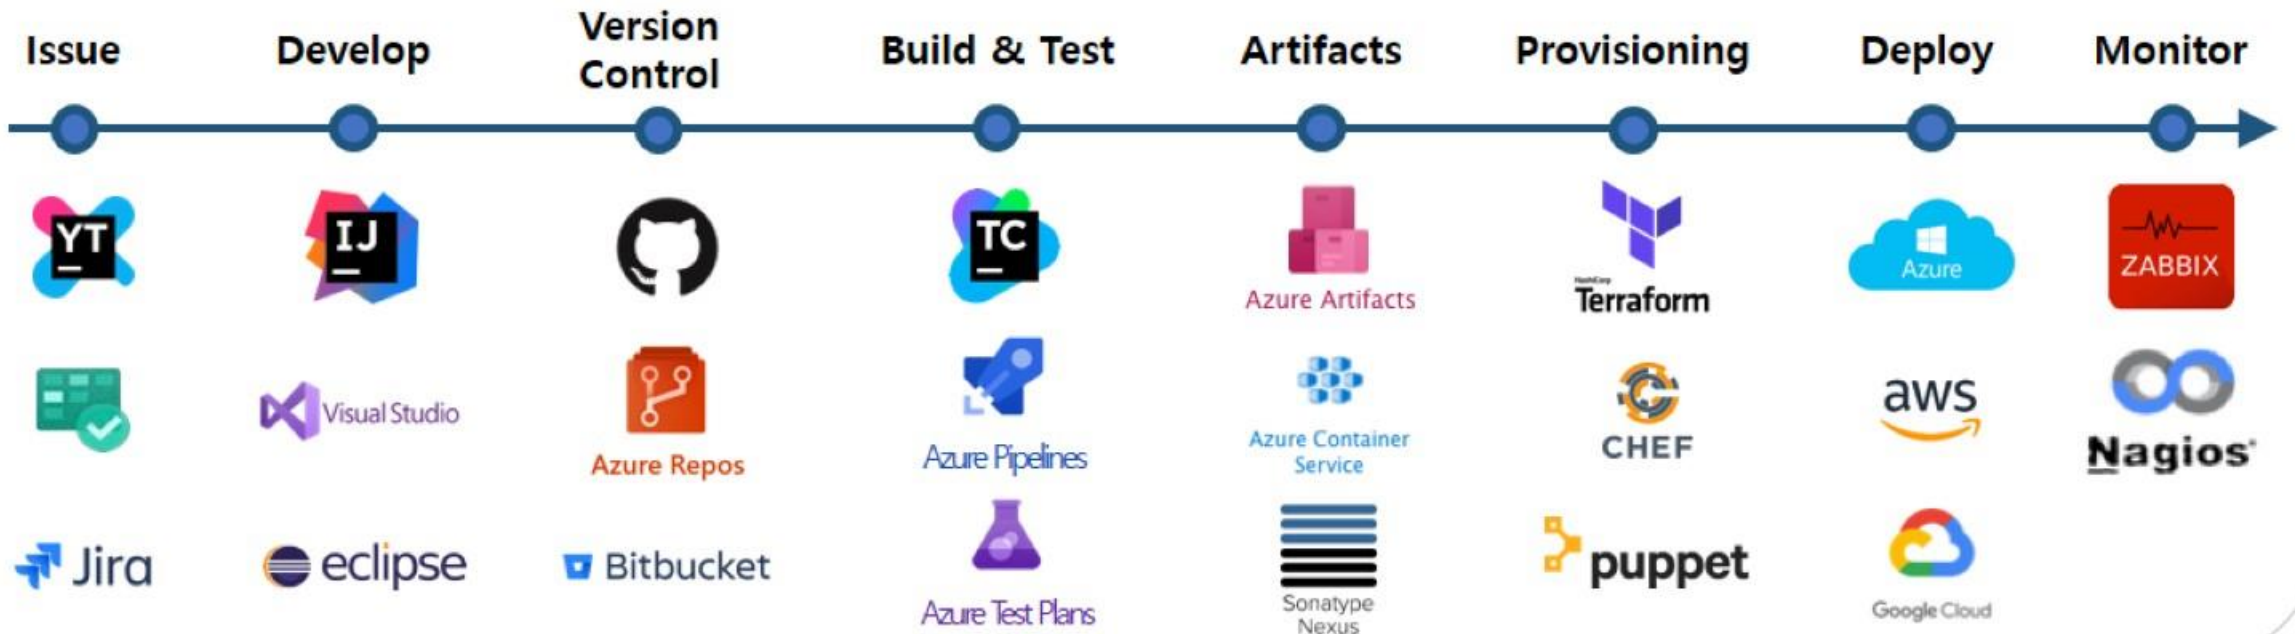 Issue
Develop
Version
Control
Build & Test
Artifacts
Provisioning
Deploy
Monitor
YT
IJ
TC
Azure Artifacts
HashiCorp
Terraform
Azure
ZABBIX
Visual Studio
Azure Repos
Azure Pipelines
Azure Container
Service
CHEF
aws
Nagios®
Jira
eclipse
Bitbucket
Azure Test Plans
Sonatype
Nexus
puppet
Google Cloud